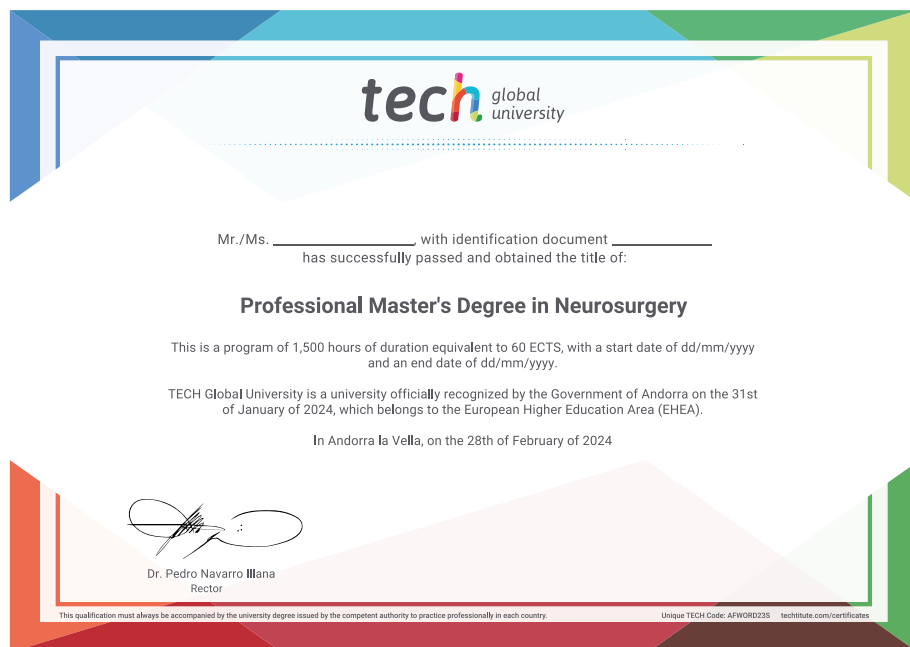 tech global
university
Mr./Ms. ________________, with identification document ____________
has successfully passed and obtained the title of:
Professional Master's Degree in Neurosurgery
This is a program of 1,500 hours of duration equivalent to 60 ECTS, with a start date of dd/mm/yyyy
and an end date of dd/mm/yyyy.
TECH Global University is a university officially recognized by the Government of Andorra on the 31st
of January of 2024, which belongs to the European Higher Education Area (EHEA).
In Andorra la Vella, on the 28th of February of 2024
Dr. Pedro Navarro Illana
Rector
This qualification must always be accompanied by the university degree issued by the competent authority to practice professionally in each country. Unique TECH Code: AFWORD23S techtitute.com/certificates